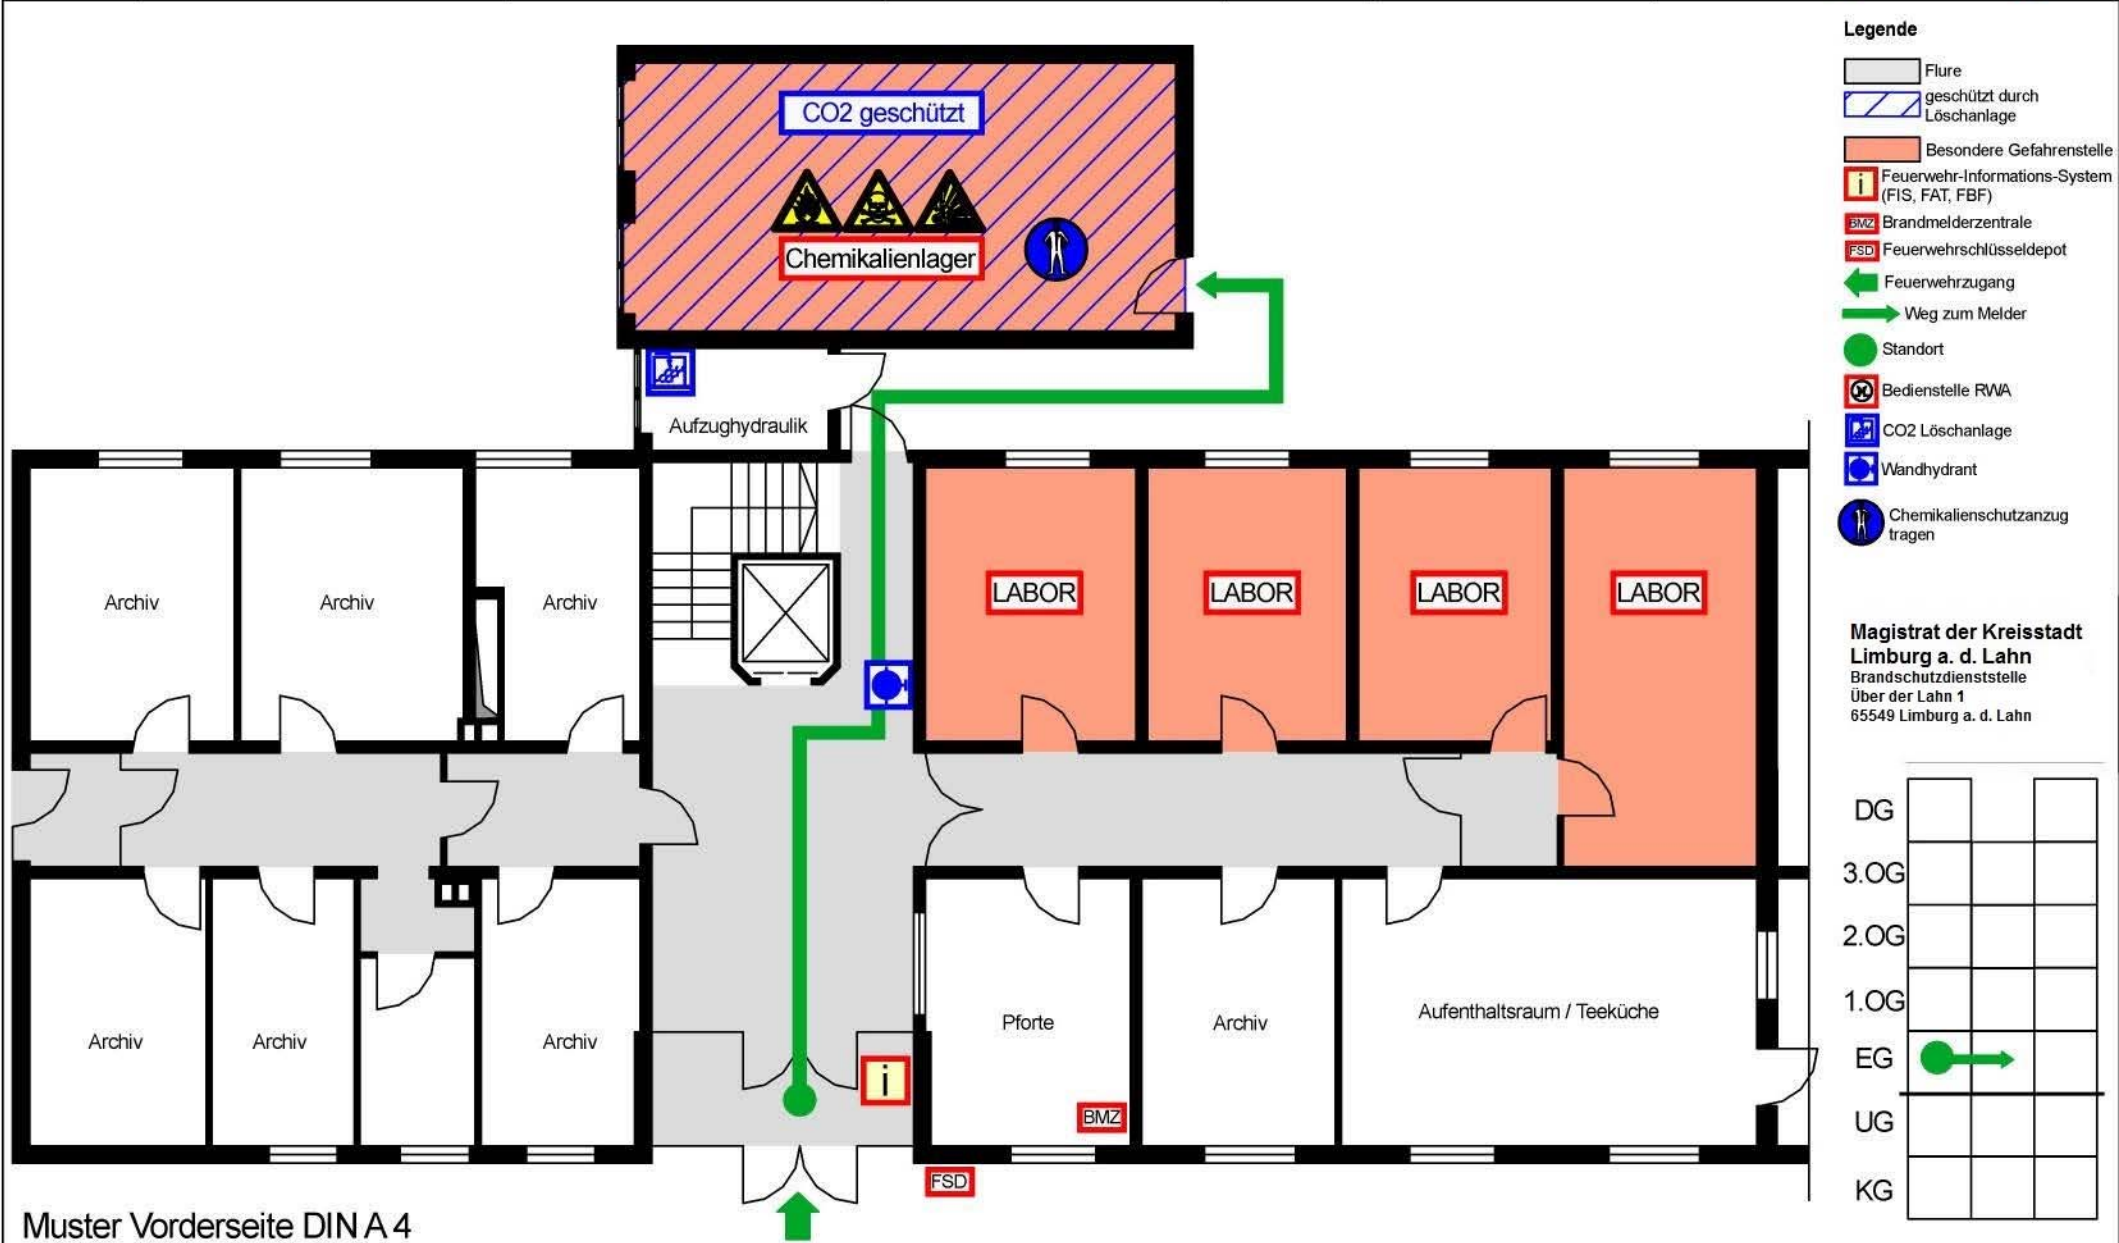 CO2 geschützt
Chemikalienlager
Aufzughydraulik
Archiv
Archiv
Archiv
LABOR
LABOR
LABOR
LABOR
Archiv
Archiv
Archiv
Pforte
Archiv
Aufenthaltsraum / Teeküche
i
BMZ
FSD
Muster Vorderseite DIN A 4
Legende
Flure
geschützt durch
Löschanlage
Besondere Gefahrenstelle
i
Feuerwehr-Informations-System
(FIS, FAT, FBF)
BMZ Brandmelderzentrale
FSD Feuerwehrschlüsseldepot
Feuerwehrzugang
Weg zum Melder
Standort
Bedienstelle RWA
CO2 Löschanlage
Wandhydrant
Chemikalienschutzanzug
tragen
Magistrat der Kreisstadt
Limburg a. d. Lahn
Brandschutzdienststelle
Über der Lahn 1
65549 Limburg a. d. Lahn
DG
3.OG
2.OG
1.OG
EG
UG
KG